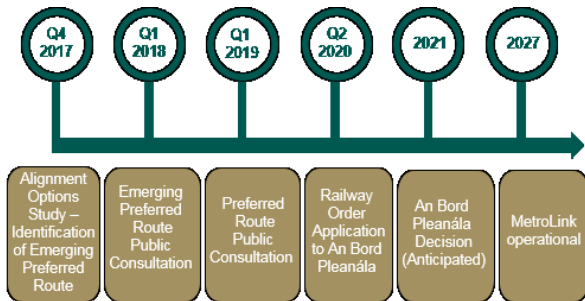 Q4
2017
Q1
2018
Q1
2019
Q2
2020
2021
2027
Alignment
Options
Study –
Identification
of Emerging
Preferred
Route
Emerging
Preferred
Route
Public
Consultation
Preferred
Route Public
Consultation
Railway
Order
Application
to An Bord
Pleanála
An Bord
Pleanála
Decision
(Anticipated)
MetroLink
operational